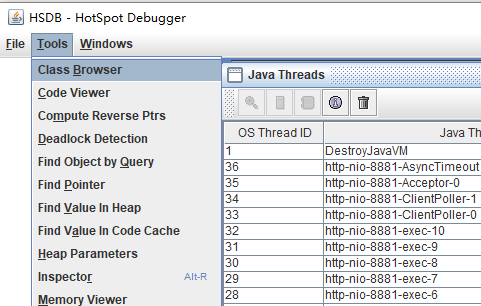 HSDB - HotSpot Debugger
File Tools Windows
Class Browser
Code Viewer
Compute Reverse Ptrs
Deadlock Detection
Find Object by Query
Find Pointer
Find Value In Heap
Find Value In Code Cache
Heap Parameters
Inspector Alt-R
Memory Viewer
Java Threads
OS Thread ID Java Th
1 DestroyJavaVM
36 http-nio-8881-AsyncTimeout
35 http-nio-8881-Acceptor-0
34 http-nio-8881-ClientPoller-1
33 http-nio-8881-ClientPoller-0
32 http-nio-8881-exec-10
31 http-nio-8881-exec-9
30 http-nio-8881-exec-8
29 http-nio-8881-exec-7
28 http-nio-8881-exec-6